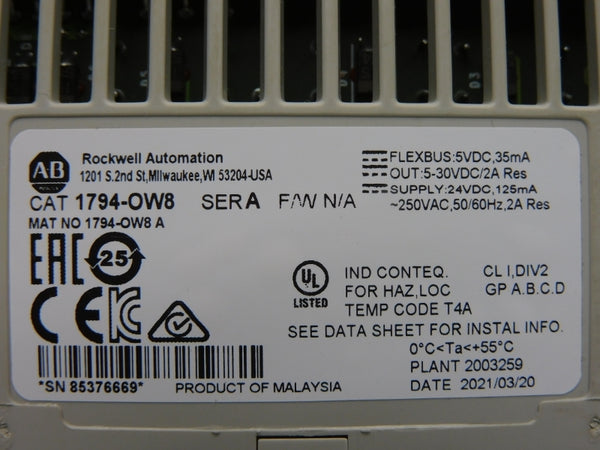 AB
Rockwell Automation
1201 S.2nd St,Milwaukee,WI 53204-USA
CAT 1794-OW8 SER A F/W N/A
MAT NO 1794-OW8 A
FLEXBUS:5VDC,35mA
OUT:5-30VDC/2A Res
SUPPLY:24VDC,125mA
~250VAC,50/60Hz,2A Res
EAC 25
CE KC
UL
LISTED
IND CONTEQ. CL I,DIV2
FOR HAZ,LOC GP A.B.C.D
TEMP CODE T4A
SEE DATA SHEET FOR INSTAL INFO.
0°C<Ta<+55°C
PLANT 2003259
*SN 85376669* PRODUCT OF MALAYSIA DATE 2021/03/20